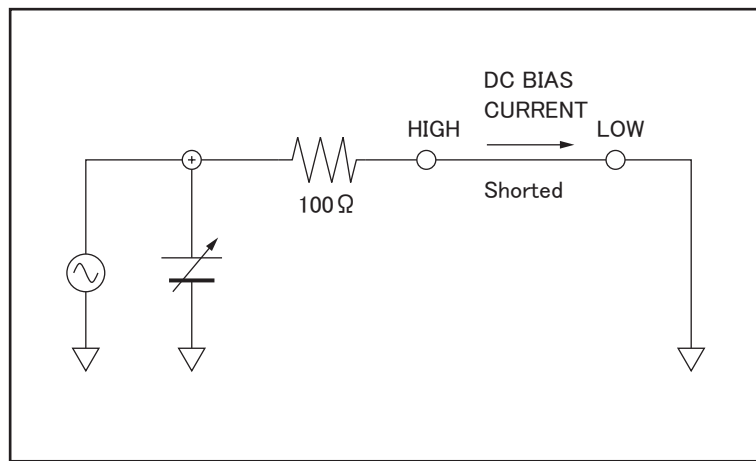 DC BIAS
CURRENT
HIGH
LOW
+
Shorted
100Ω